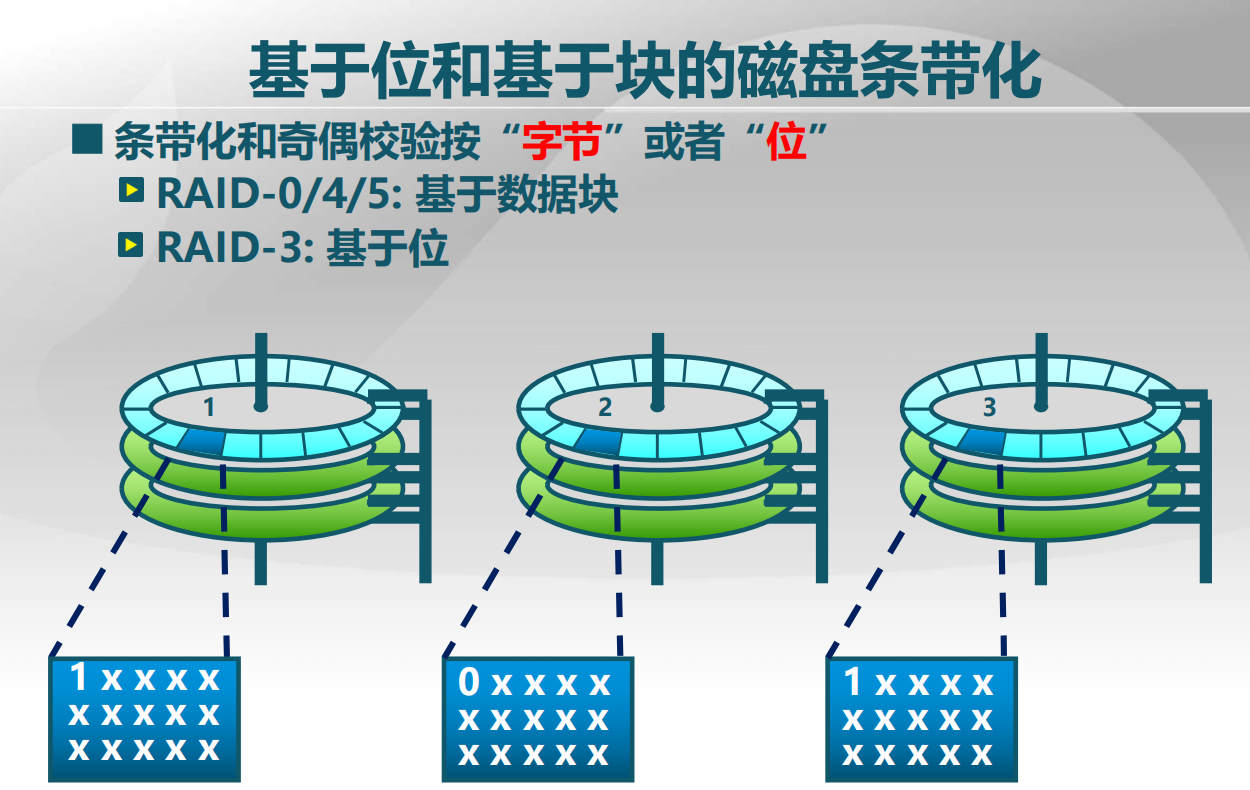 基于位和基于块的磁盘条带化
条带化和奇偶校验按“字节”或者“位”
RAID-0/4/5: 基于数据块
RAID-3: 基于位
1
2
3
1 x x x x
x x x x x
x x x x x
0 x x x x
x x x x x
x x x x x
1 x x x x
x x x x x
x x x x x